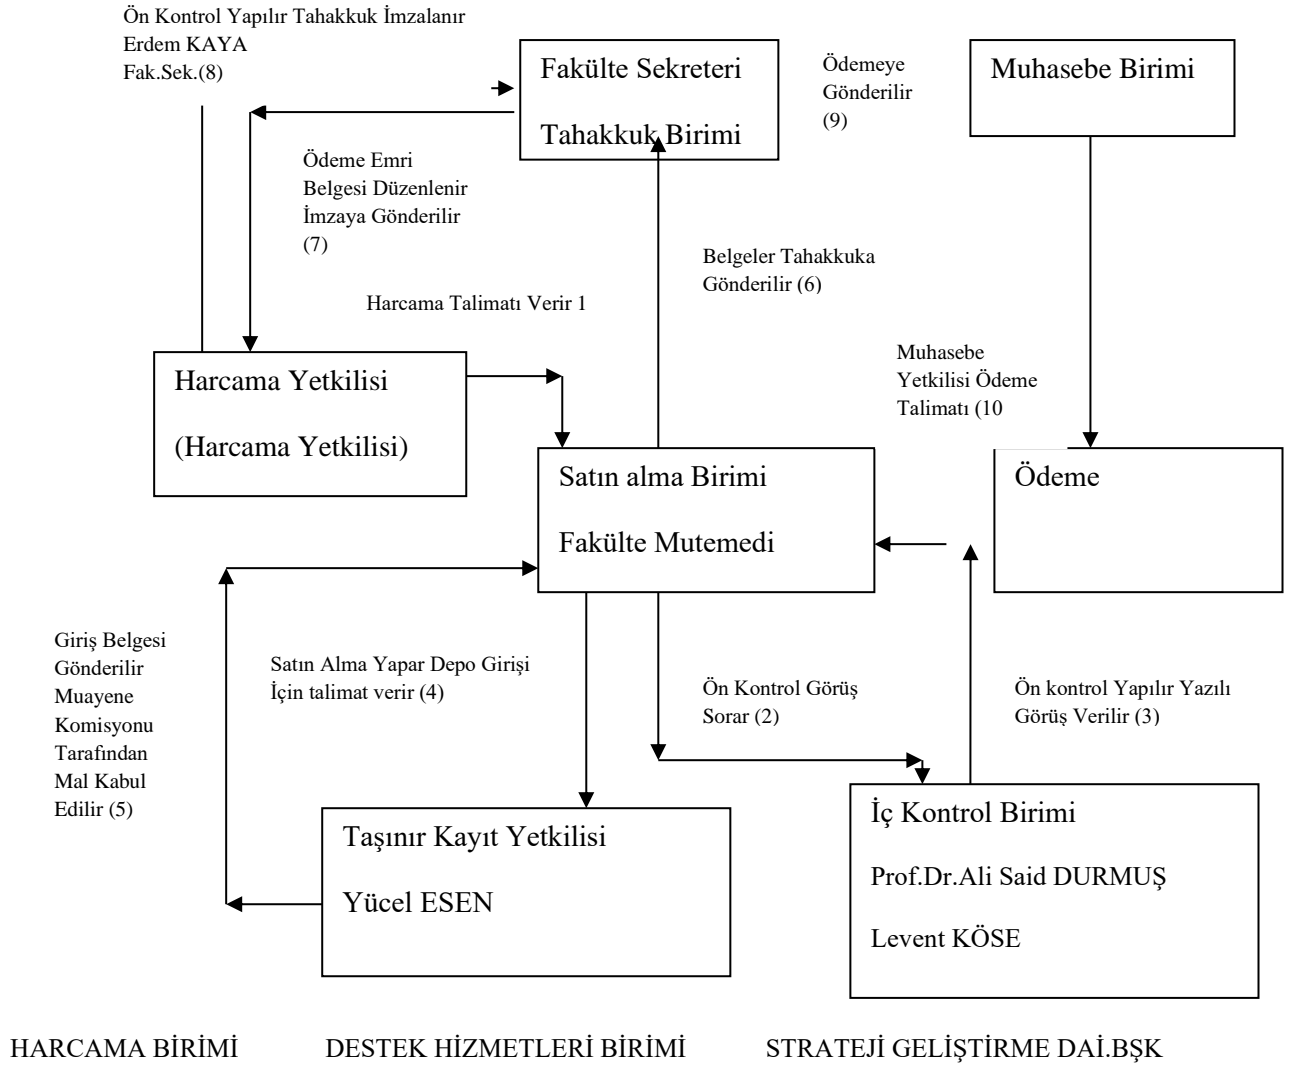 Ön Kontrol Yapılır Tahakkuk İmzalanır
Erdem KAYA
Fak.Sek.(8)
Fakülte Sekreteri
Tahakkuk Birimi
Ödemeye
Gönderilir
(9)
Muhasebe Birimi
Ödeme Emri
Belgesi Düzenlenir
İmzaya Gönderilir
(7)
Belgeler Tahakkuka
Gönderilir (6)
Harcama Talimatı Verir 1
Harcama Yetkilisi
(Harcama Yetkilisi)
Muhasebe
Yetkilisi Ödeme
Talimatı (10
Satın alma Birimi
Fakülte Mutemedi
Ödeme
Giriş Belgesi
Gönderilir
Muayene
Komisyonu
Tarafından
Mal Kabul
Edilir (5)
Satın Alma Yapar Depo Girişi
İçin talimat verir (4)
Ön Kontrol Görüş
Sorar (2)
Ön kontrol Yapılır Yazılı
Görüş Verilir (3)
Taşınır Kayıt Yetkilisi
Yücel ESEN
İç Kontrol Birimi
Prof.Dr.Ali Said DURMUŞ
Levent KÖSE
HARCAMA BİRİMİ
DESTEK HİZMETLERİ BİRİMİ
STRATEJİ GELİŞTİRME DAİ.BŞK